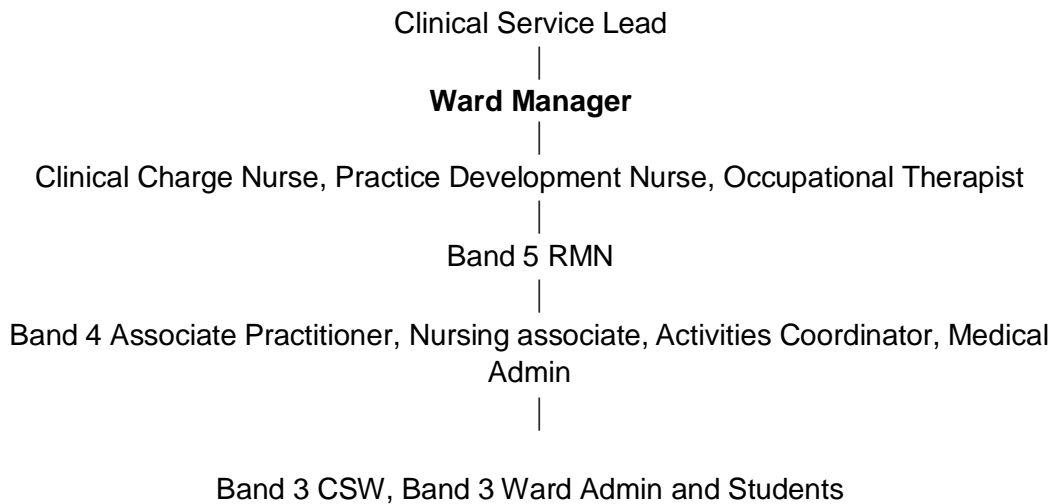 Clinical Service Lead
Ward Manager
Clinical Charge Nurse, Practice Development Nurse, Occupational Therapist
Band 5 RMN
Band 4 Associate Practitioner, Nursing associate, Activities Coordinator, Medical
Admin
Band 3 CSW, Band 3 Ward Admin and Students